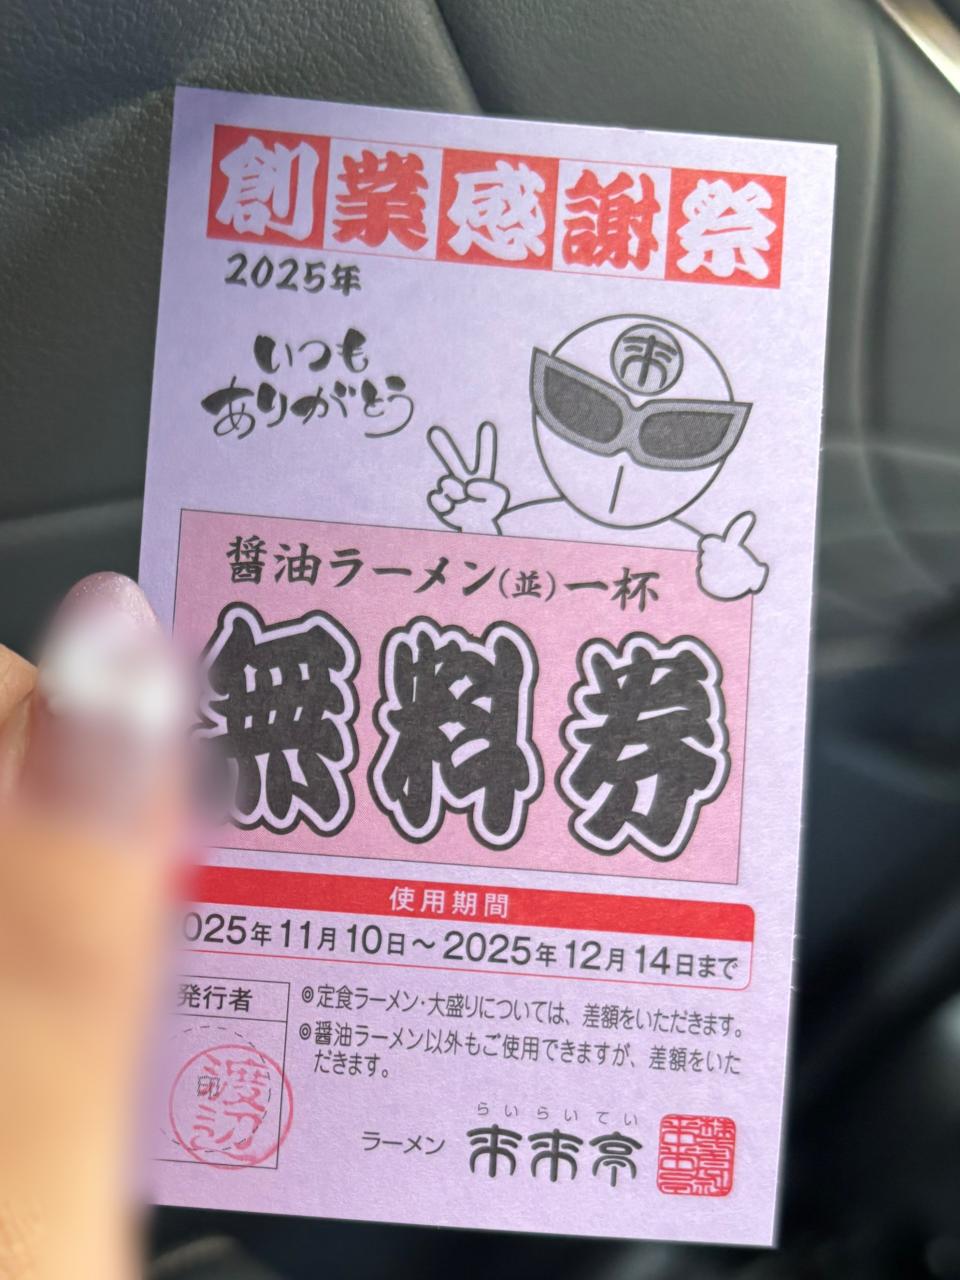 創業感謝祭
2025年
いつも
ありがとう
来
醤油ラーメン(並)一杯
無料券
使用期間
025年11月10日～2025年12月14日まで
発行者
◎定食ラーメン・大盛りについては、差額をいただきます。
◎醤油ラーメン以外もご使用できますが、差額をいた
だきます。
印
らいらいてい
ラーメン 来来亭